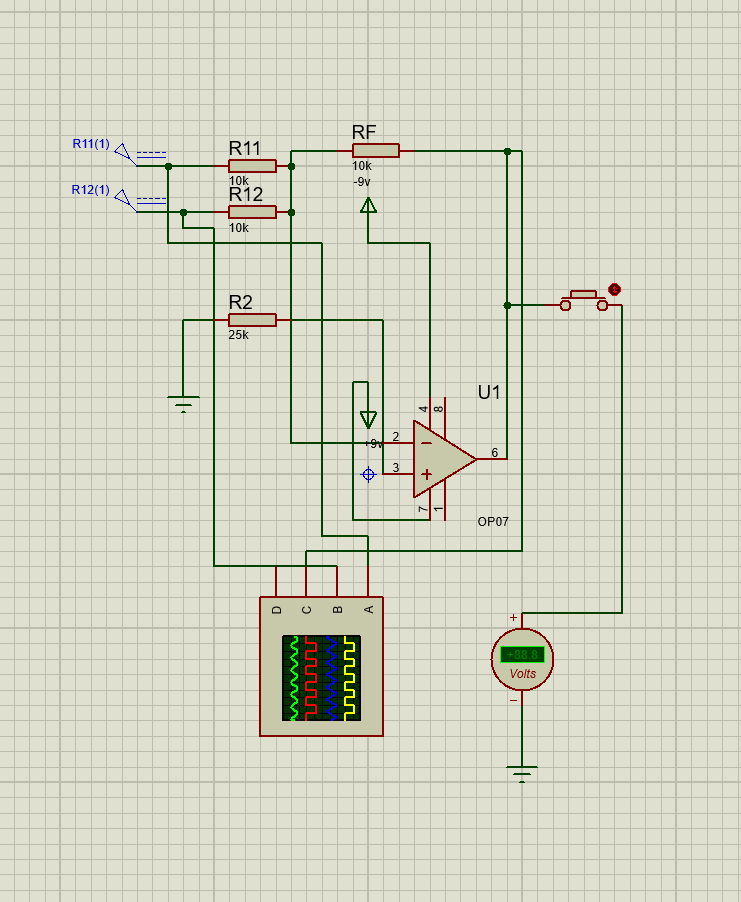 RF
R11(1)
R11
10k
10k
-9v
R12(1)
R12
10k
R2
25k
U1
4
8
+9v
2
6
3
7
1
OP07
D
C
B
A
+
+88.8
Volts